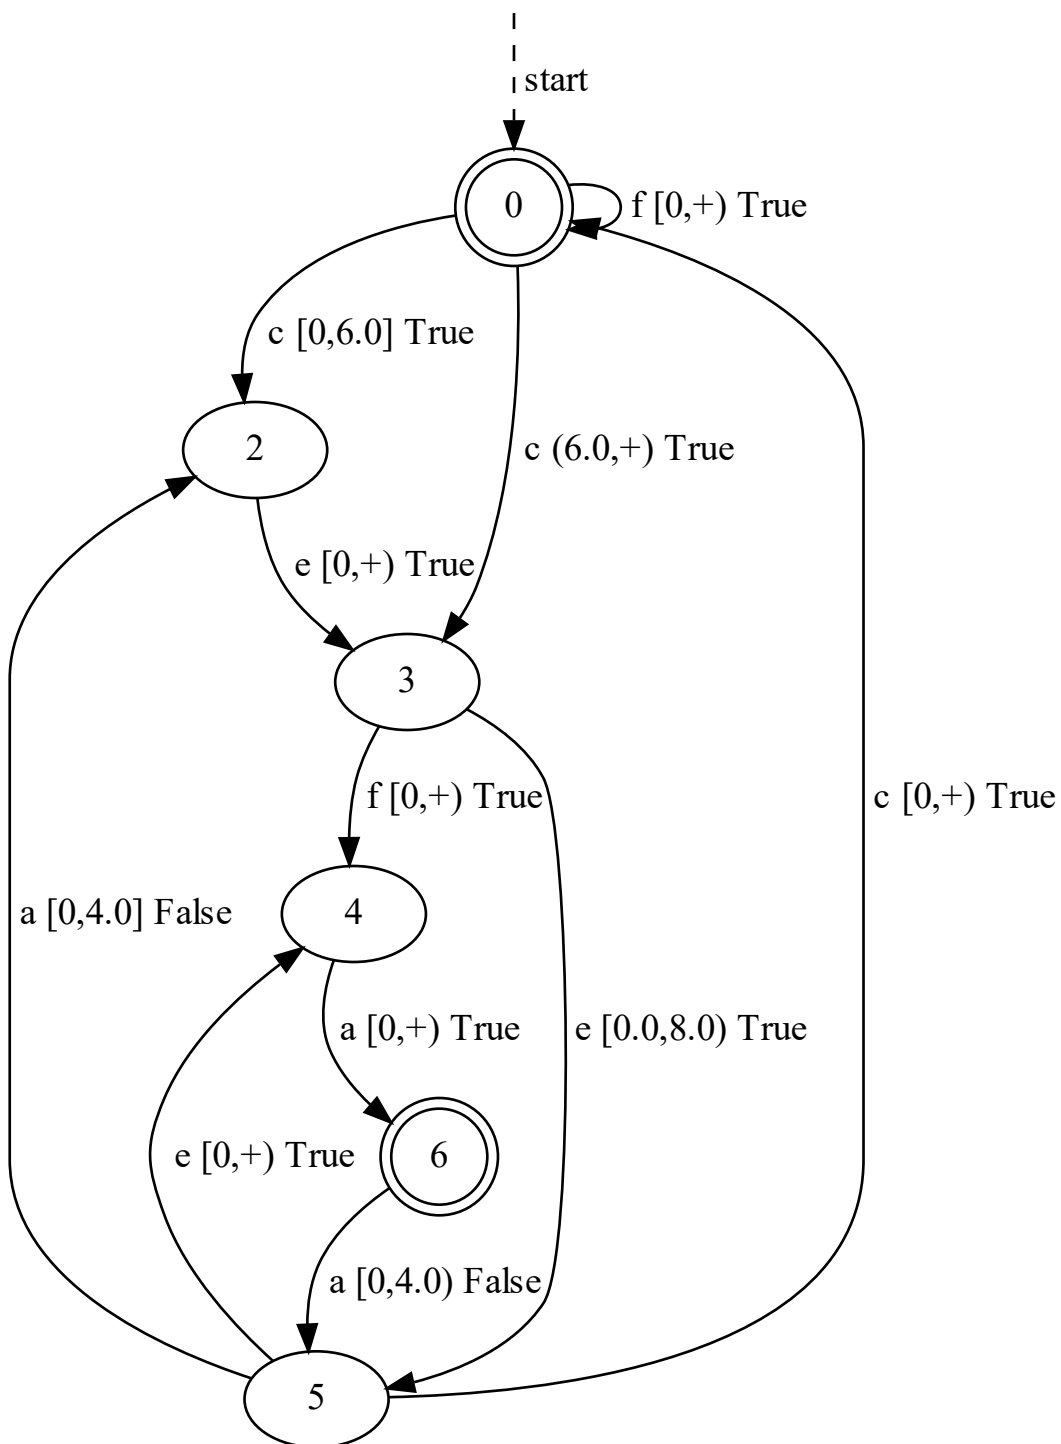 start
0
f [0,+) True
c [0,6.0] True
c (6.0,+) True
2
e [0,+) True
3
f [0,+) True
c [0,+) True
a [0,4.0] False
4
a [0,+) True
e [0.0,8.0) True
e [0,+) True
6
a [0,4.0) False
5